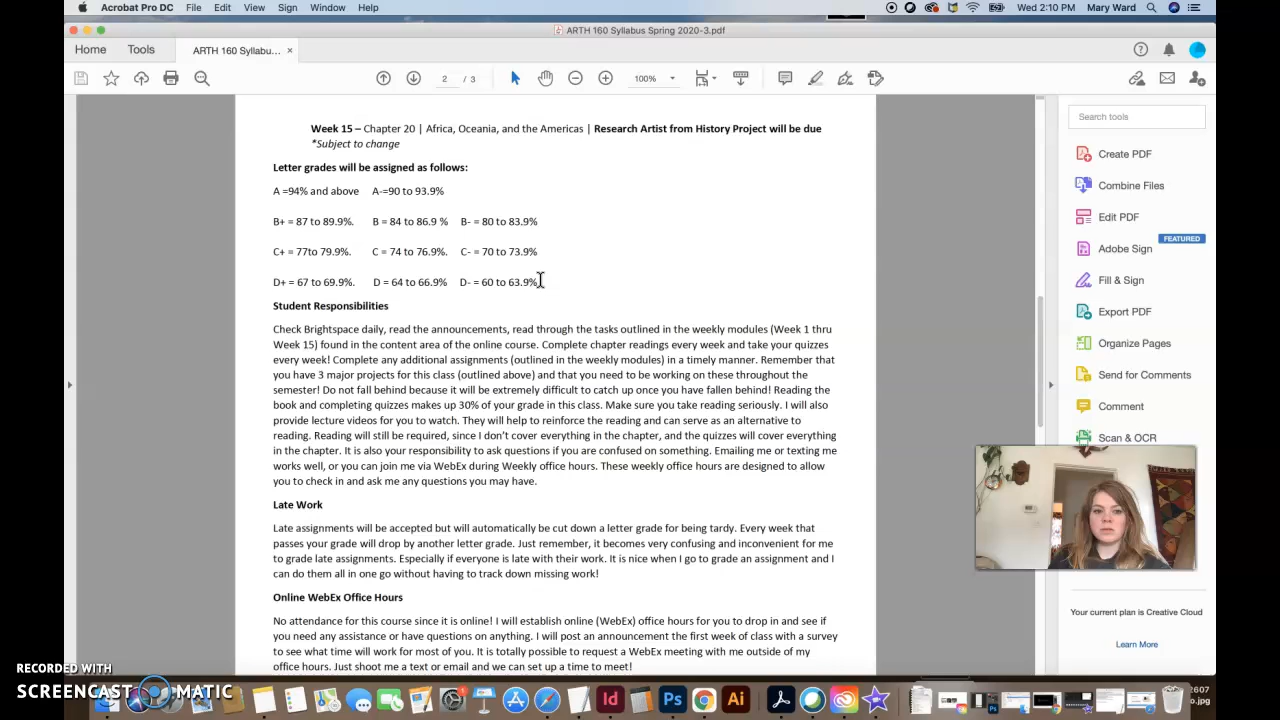 Acrobat Pro DC File Edit View Sign Window Help Wed 2:10 PM Mary Ward
ARTH 160 Syllabus Spring 2020-3.pdf
Home Tools ARTH 160 Syllabu... ×
2 / 3 100%
Search tools
Week 15 – Chapter 20 | Africa, Oceania, and the Americas | Research Artist from History Project will be due
*Subject to change
Letter grades will be assigned as follows:
A =94% and above A-=90 to 93.9%
B+ = 87 to 89.9%. B = 84 to 86.9 % B- = 80 to 83.9%
C+ = 77to 79.9%. C = 74 to 76.9%. C- = 70 to 73.9%
D+ = 67 to 69.9%. D = 64 to 66.9% D- = 60 to 63.9%
Student Responsibilities
Check Brightspace daily, read the announcements, read through the tasks outlined in the weekly modules (Week 1 thru
Week 15) found in the content area of the online course. Complete chapter readings every week and take your quizzes
every week! Complete any additional assignments (outlined in the weekly modules) in a timely manner. Remember that
you have 3 major projects for this class (outlined above) and that you need to be working on these throughout the
semester! Do not fall behind because it will be extremely difficult to catch up once you have fallen behind! Reading the
book and completing quizzes makes up 30% of your grade in this class. Make sure you take reading seriously. I will also
provide lecture videos for you to watch. They will help to reinforce the reading and can serve as an alternative to
reading. Reading will still be required, since I don't cover everything in the chapter, and the quizzes will cover everything
in the chapter. It is also your responsibility to ask questions if you are confused on something. Emailing me or texting me
works well, or you can join me via WebEx during Weekly office hours. These weekly office hours are designed to allow
you to check in and ask me any questions you may have.
Late Work
Late assignments will be accepted but will automatically be cut down a letter grade for being tardy. Every week that
passes your grade will drop by another letter grade. Just remember, it becomes very confusing and inconvenient for me
to grade late assignments. Especially if everyone is late with their work. It is nice when I go to grade an assignment and I
can do them all in one go without having to track down missing work!
Online WebEx Office Hours
No attendance for this course since it is online! I will establish online (WebEx) office hours for you to drop in and see if
you need any assistance or have questions on anything. I will post an announcement the first week of class with a survey
to see what time will work for most of you. It is totally possible to request a WebEx meeting with me outside of my
office hours. Just shoot me a text or email and we can set up a time to meet!
Create PDF
Combine Files
Edit PDF
FEATURED
Adobe Sign
Fill & Sign
Export PDF
Organize Pages
Send for Comments
Comment
Scan & OCR
Your current plan is Creative Cloud
Learn More
RECORDED WITH
SCREENCAST MATIC
Id Ps Ai
2607
o.jpg